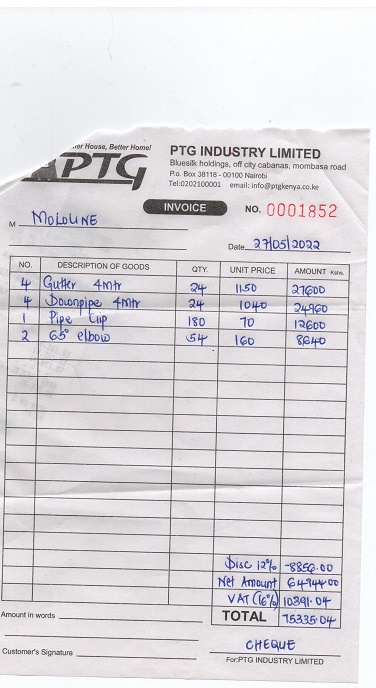 ter House, Better Home!
PTG
PTG INDUSTRY LIMITED
Bluesilk holdings, off city cabanas, mombasa road
P.o. Box 38118 - 00100 Nairobi
Tel:0202100001 email: info@ptgkenya.co.ke
INVOICE NO. 0001852
M MOLOLINE
Date 27/05/2022
NO. DESCRIPTION OF GOODS QTY. UNIT PRICE AMOUNT Kshs.
4 Gutter 4mtr 24 1150 27600
4 Downpipe 4mtr 24 1040 24960
1 Pipe Cup 180 70 12600
2 65° elbow 54 160 8640
Disc 12% -8856.00
Net Amount 64944.00
VAT (16%) 10391.04
TOTAL 75335.04
Amount in words
CHEQUE
Customer's Signature
For:PTG INDUSTRY LIMITED